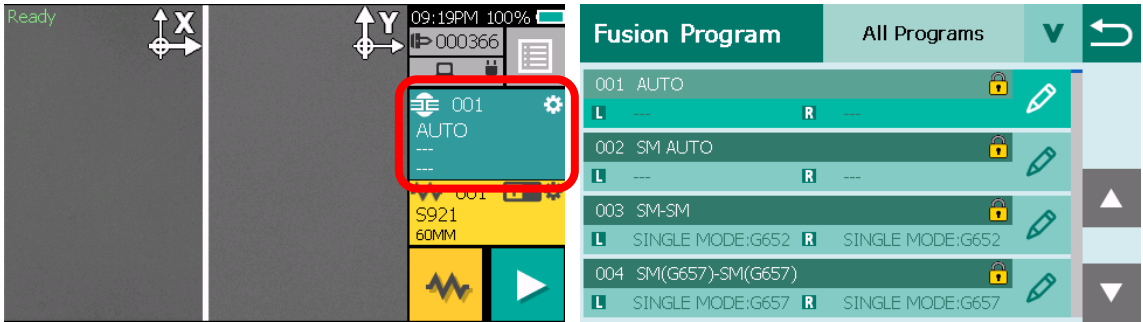 Ready
X
Y
09:19PM 100%
000366
001
AUTO
---
---
001
S921
60MM
Fusion Program
All Programs
V
001 AUTO
L --- R ---
002 SM AUTO
L --- R ---
003 SM-SM
L SINGLE MODE:G652 R SINGLE MODE:G652
004 SM(G657)-SM(G657)
L SINGLE MODE:G657 R SINGLE MODE:G657